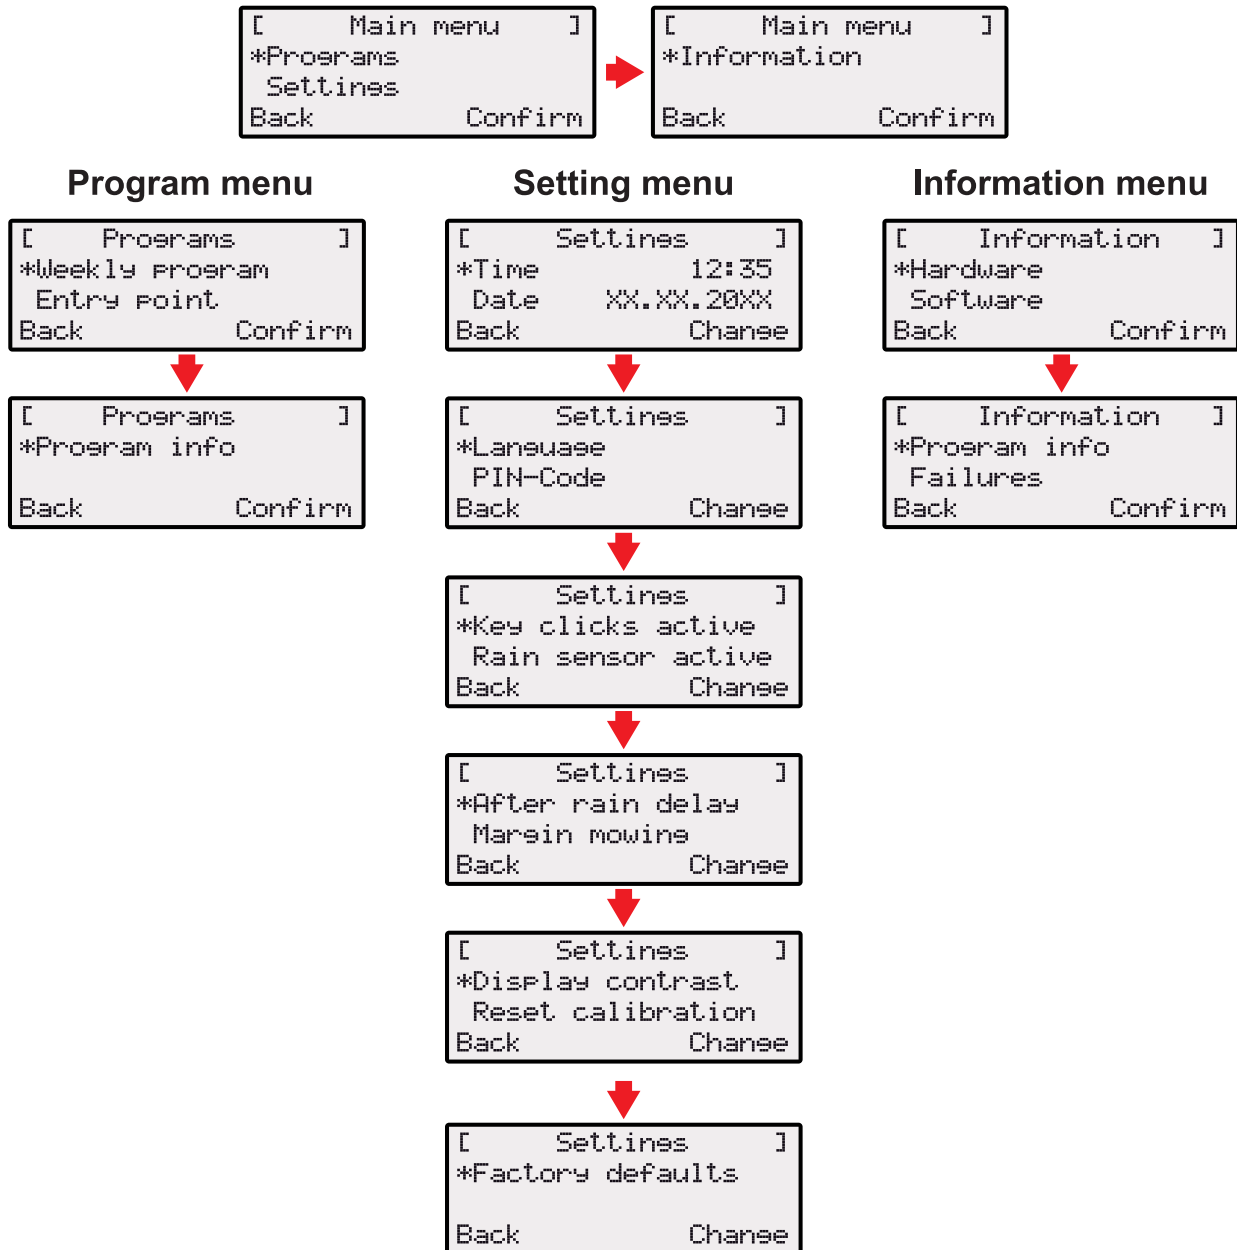 [ Main menu ]
*Programs
Settings
Back Confirm
[ Main menu ]
*Information
Back Confirm
Program menu
[ Programs ]
*Weekly program
Entry point
Back Confirm
[ Programs ]
*Program info
Back Confirm
Setting menu
[ Settings ]
*Time 12:35
Date XX.XX.20XX
Back Change
[ Settings ]
*Language
PIN-Code
Back Change
[ Settings ]
*Key clicks active
Rain sensor active
Back Change
[ Settings ]
*After rain delay
Margin mowing
Back Change
[ Settings ]
*Display contrast
Reset calibration
Back Change
[ Settings ]
*Factory defaults
Back Change
Information menu
[ Information ]
*Hardware
Software
Back Confirm
[ Information ]
*Program info
Failures
Back Confirm